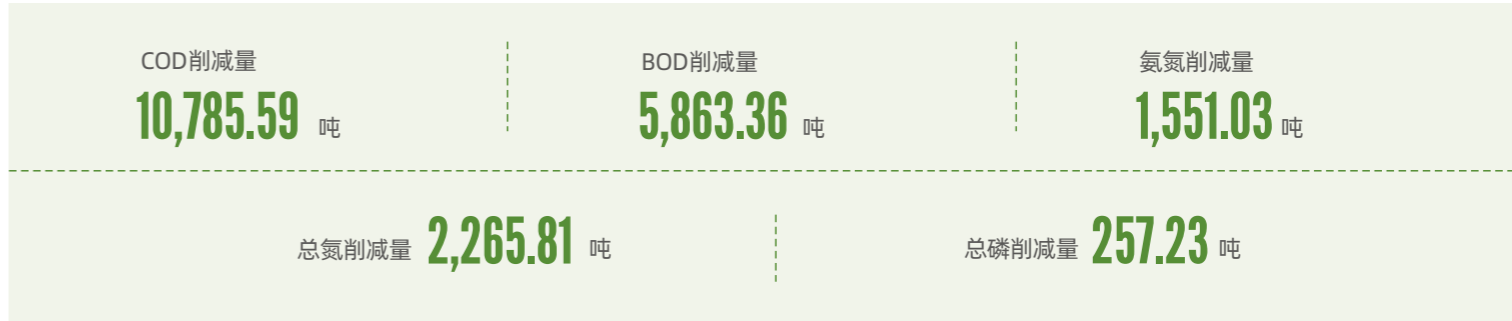 COD削减量
10,785.59 吨
BOD削减量
5,863.36 吨
氨氮削减量
1,551.03 吨
总氮削减量 2,265.81 吨
总磷削减量 257.23 吨